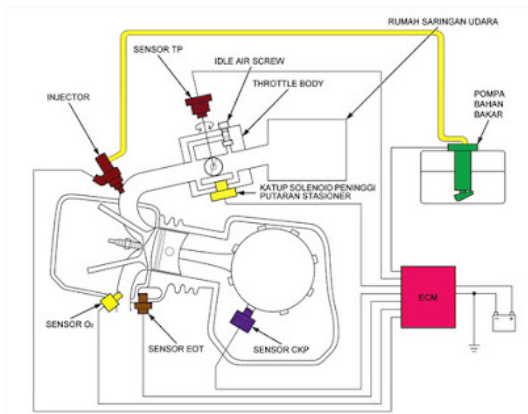 RUMAH SARINGAN UDARA
SENSOR TP
IDLE AIR SCREW
THROTTLE BODY
INJECTOR
POMPA
BAHAN
BAKAR
KATUP SOLENOID PENINGGI
PUTARAN STASIONER
ECM
SENSOR O₂
SENSOR EOT
SENSOR CKP